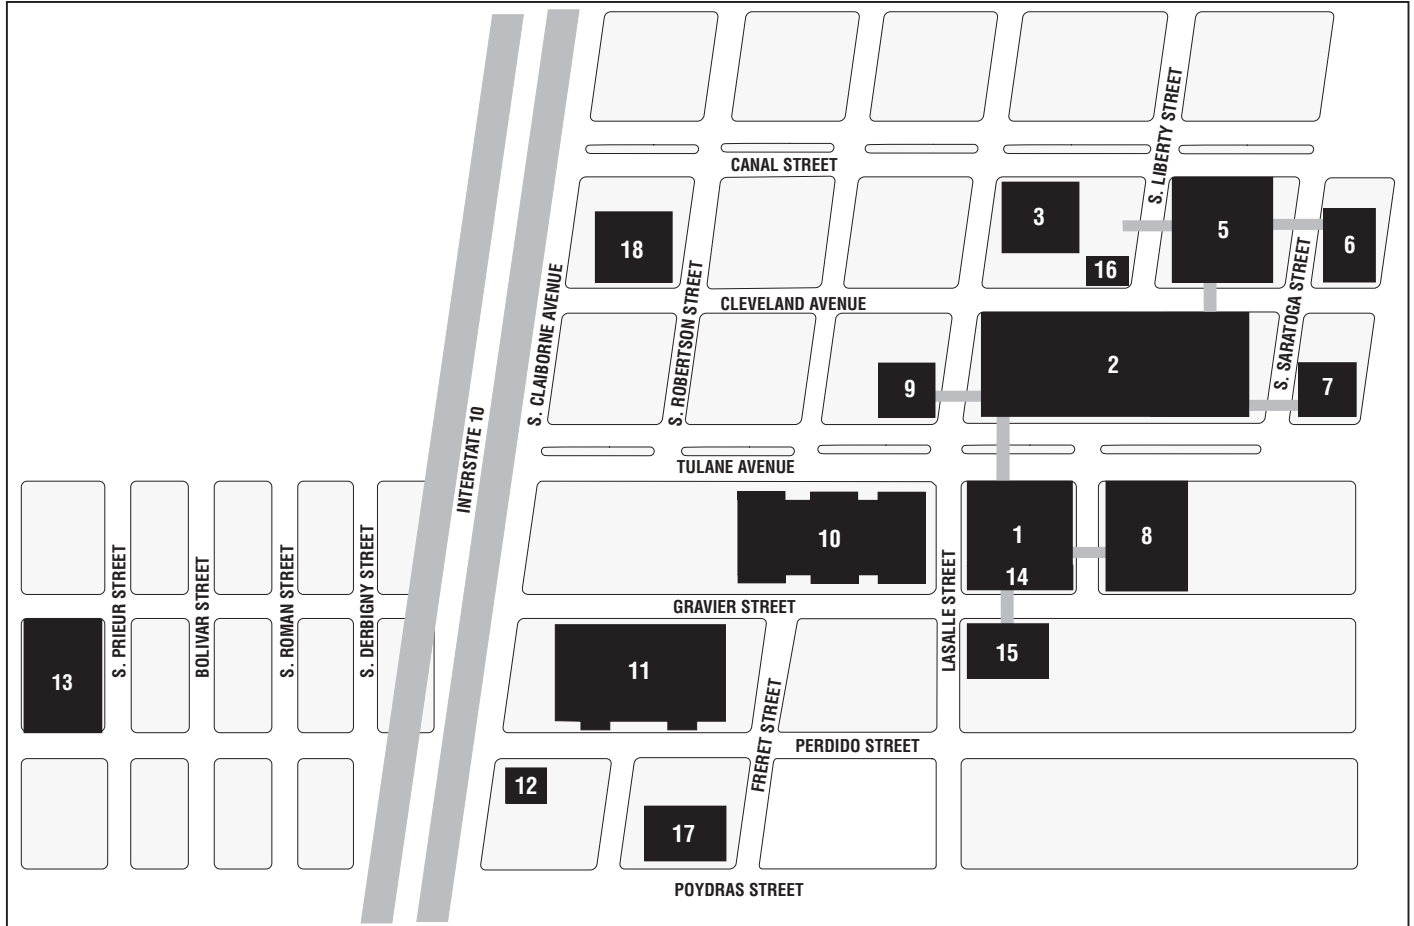 S. LIBERTY STREET
CANAL STREET
3
5
6
18
16
S. CLAIBORNE AVENUE
S. ROBERTSON STREET
CLEVELAND AVENUE
S. SARATOGA STREET
2
9
7
INTERSTATE 10
TULANE AVENUE
10
1
8
14
S. PRIEUR STREET
BOLIVAR STREET
S. ROMAN STREET
S. DERBIGNY STREET
GRAVIER STREET
LASALLE STREET
13
11
15
FRERET STREET
PERDIDO STREET
12
17
POYDRAS STREET